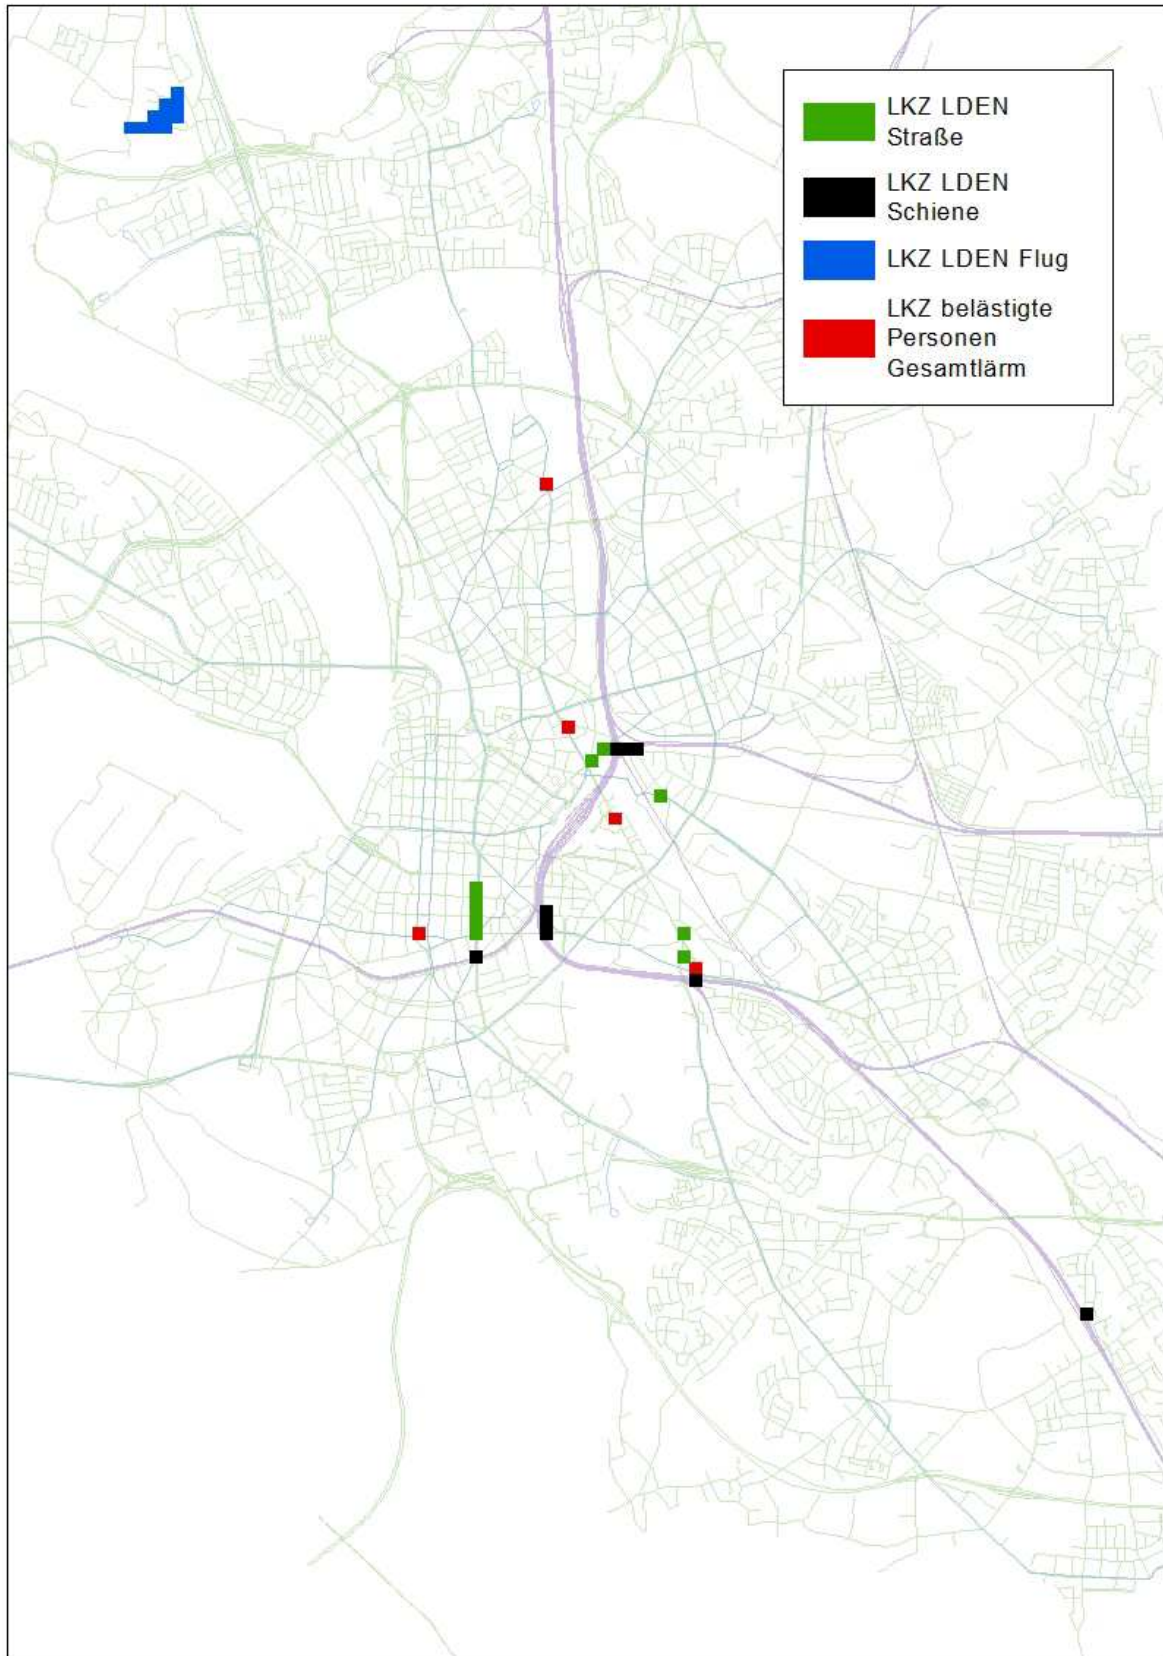 LKZ LDEN
Straße
LKZ LDEN
Schiene
LKZ LDEN Flug
LKZ belästigte
Personen
Gesamtlärm